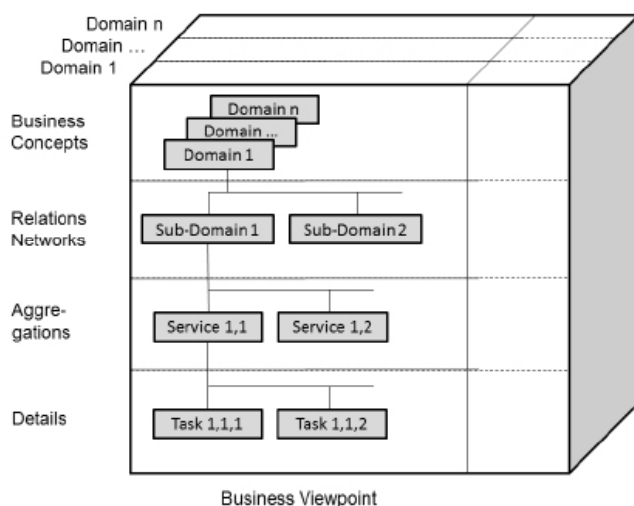 Domain n
Domain ...
Domain 1
Business
Concepts
Domain n
Domain ...
Domain 1
Relations
Networks
Sub-Domain 1
Sub-Domain 2
Aggre-
gations
Service 1,1
Service 1,2
Details
Task 1,1,1
Task 1,1,2
Business Viewpoint